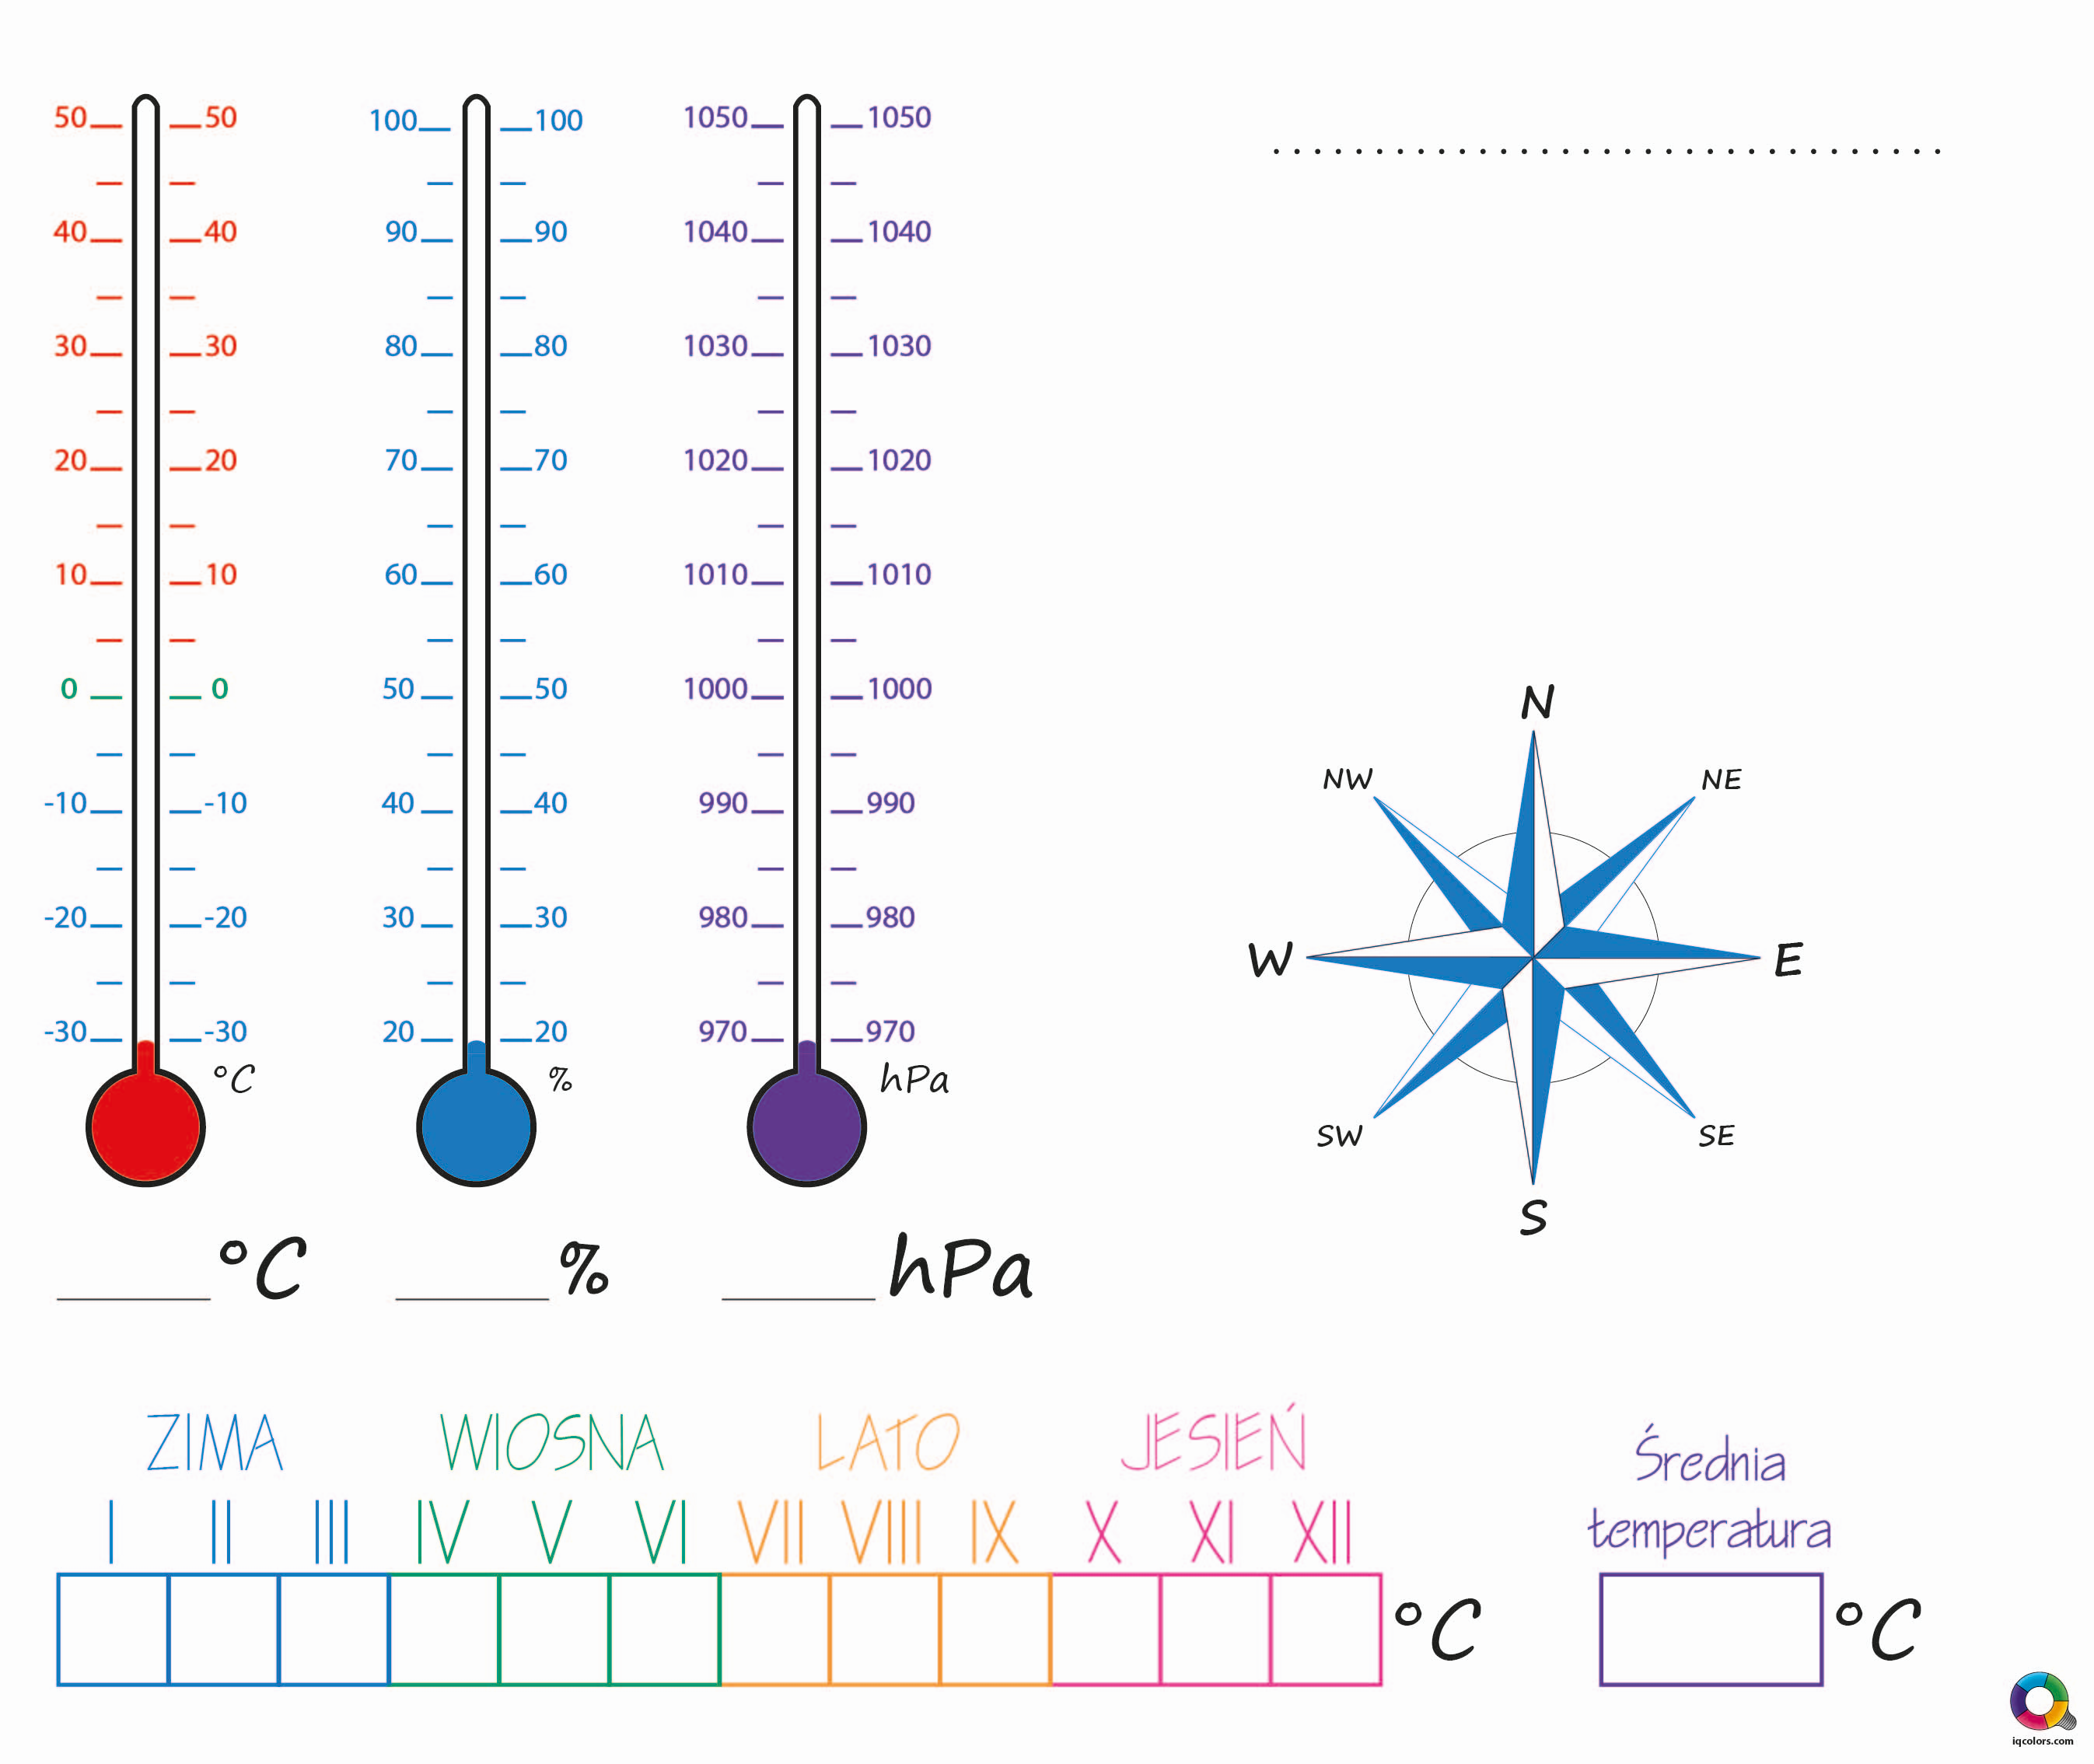 50 50 100 100 1050 1050
40 40 90 90 1040 1040
30 30 80 80 1030 1030
20 20 70 70 1020 1020
10 10 60 60 1010 1010
0 0 50 50 1000 1000
-10 -10 40 40 990 990
-20 -20 30 30 980 980
-30 -30 20 20 970 970
°C % hPa
N
NW NE
W E
SW SE
S
°C % hPa
ZIMA WIOSNA LATO JESIEŃ
I II III IV V VI VII VIII IX X XI XII
°C
Średnia
temperatura
°C
iqcolors.com